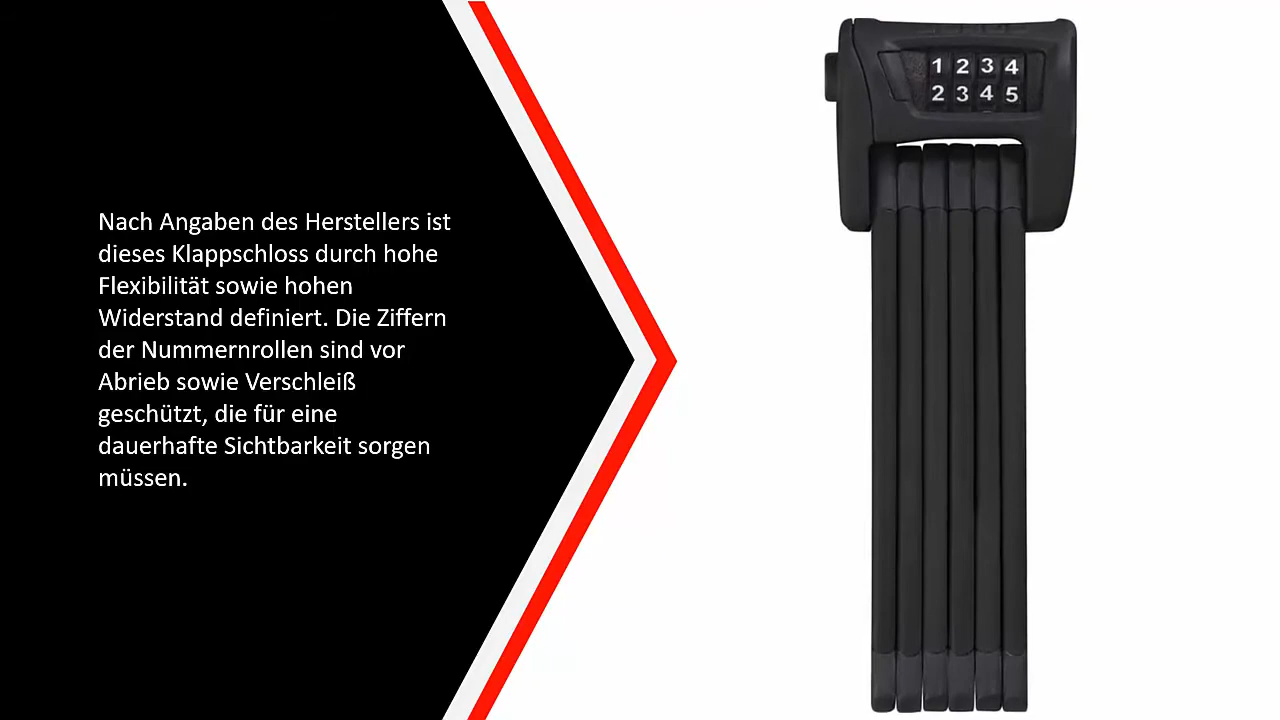 Nach Angaben des Herstellers ist
dieses Klappschloss durch hohe
Flexibilität sowie hohen
Widerstand definiert. Die Ziffern
der Nummernrollen sind vor
Abrieb sowie Verschleiß
geschützt, die für eine
dauerhafte Sichtbarkeit sorgen
müssen.
1 2 3 4
2 3 4 5